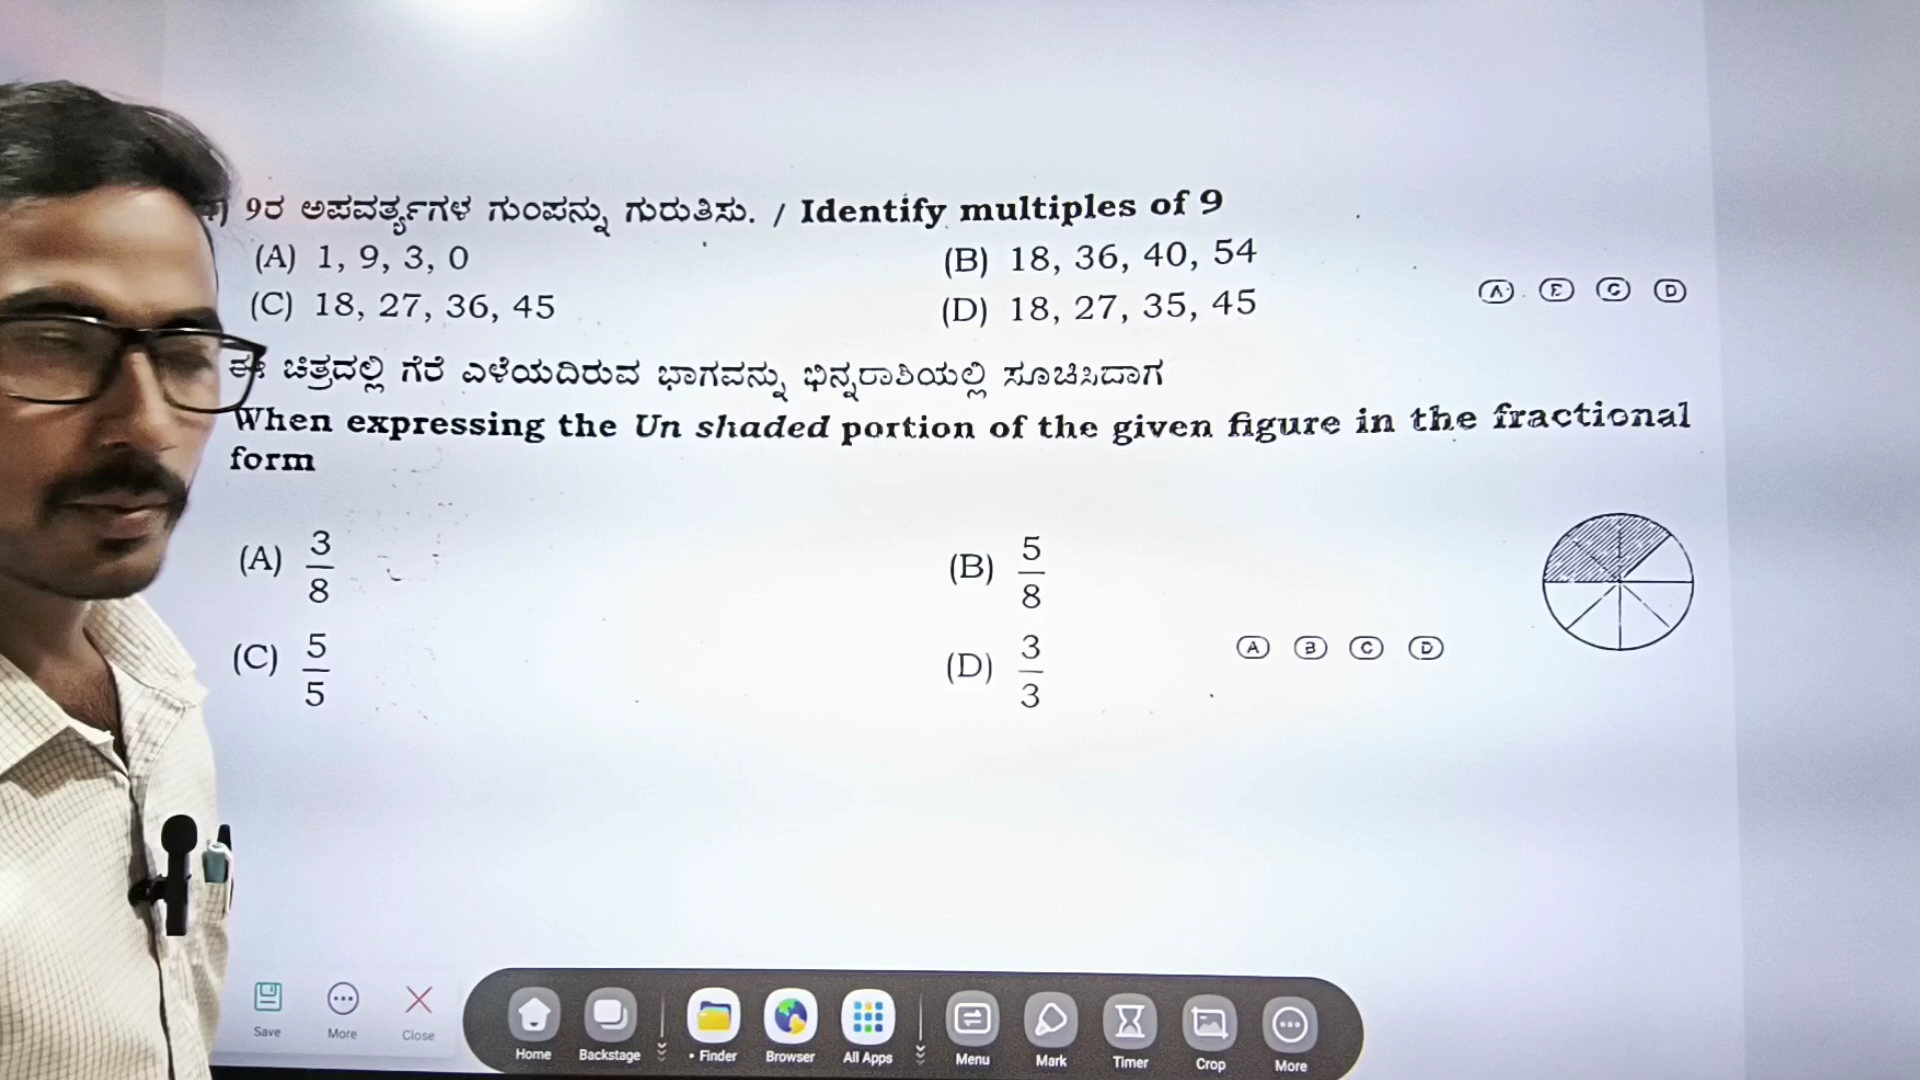 9ರ ಅಪವರ್ತ್ಯಗಳ ಗುಂಪನ್ನು ಗುರುತಿಸು. / Identify multiples of 9
(A) 1, 9, 3, 0 (B) 18, 36, 40, 54
(C) 18, 27, 36, 45 (D) 18, 27, 35, 45
A E C D
ಈ ಚಿತ್ರದಲ್ಲಿ ಗೆರೆ ಎಳೆಯದಿರುವ ಭಾಗವನ್ನು ಭಿನ್ನರಾಶಿಯಲ್ಲಿ ಸೂಚಿಸಿದಾಗ
When expressing the Un shaded portion of the given figure in the fractional
form
(A) 3/8 (B) 5/8
(C) 5/5 (D) 3/3
A B C D
Save More Close
Home Backstage • Finder Browser All Apps Menu Mark Timer Crop More